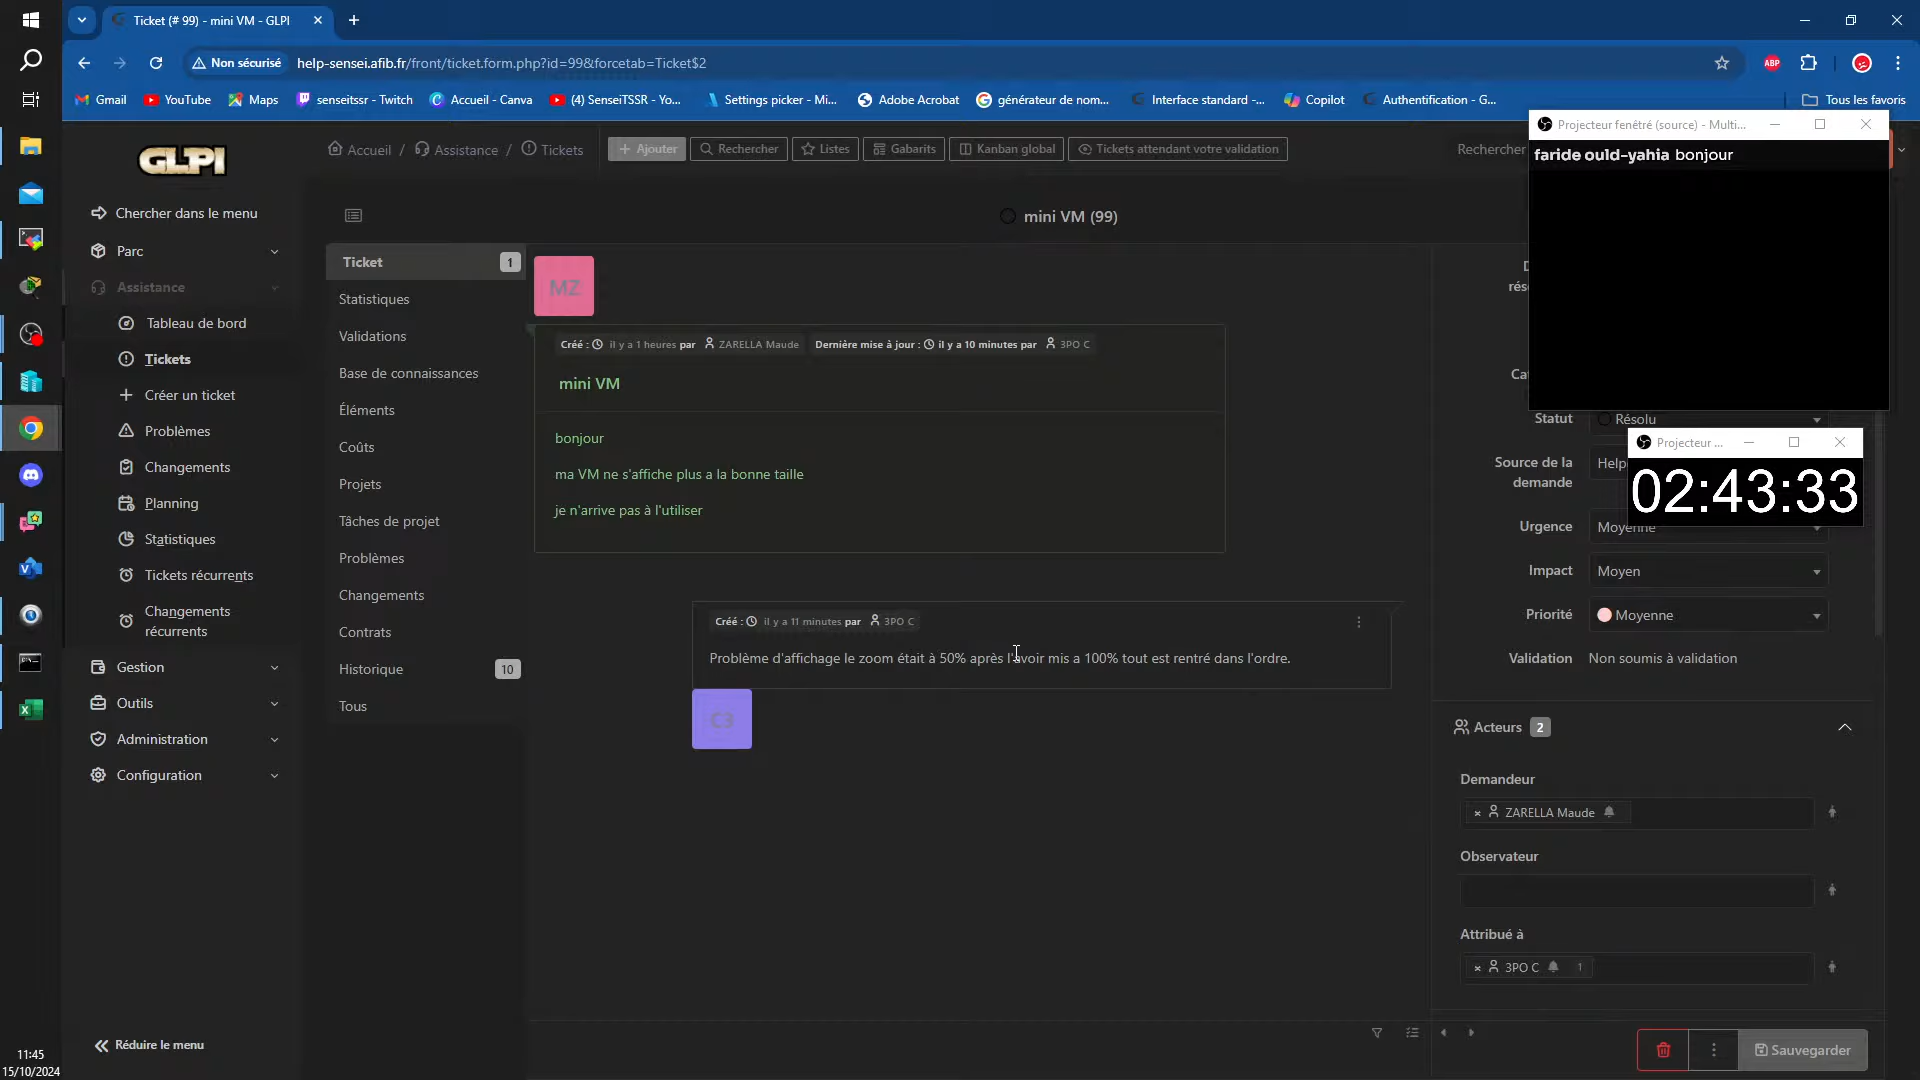 Ticket (# 99) - mini VM - GLPI
Non sécurisé
help-sensei.afib.fr/front/ticket.form.php?id=99&forcetab=Ticket$2
ABP
Gmail
YouTube
Maps
senseitssr - Twitch
Accueil - Canva
(4) SenseiTSSR - Yo...
Settings picker - Mi...
Adobe Acrobat
générateur de nom...
Interface standard -...
Copilot
Authentification - G...
Tous les favoris
GLPI
Chercher dans le menu
Parc
Assistance
Tableau de bord
Tickets
Créer un ticket
Problèmes
Changements
Planning
Statistiques
Tickets récurrents
Changements
récurrents
Gestion
Outils
Administration
Configuration
Réduire le menu
Accueil / Assistance / Tickets
Ajouter
Rechercher
Listes
Gabarits
Kanban global
Tickets attendant votre validation
Rechercher
mini VM (99)
Ticket 1
Statistiques
Validations
Base de connaissances
Éléments
Coûts
Projets
Tâches de projet
Problèmes
Changements
Contrats
Historique 10
Tous
MZ
Créé : il y a 1 heures par ZARELLA Maude
Dernière mise à jour : il y a 10 minutes par 3PO C
mini VM
bonjour
ma VM ne s'affiche plus a la bonne taille
je n'arrive pas à l'utiliser
Créé : il y a 11 minutes par 3PO C
Problème d'affichage le zoom était à 50% après l'avoir mis a 100% tout est rentré dans l'ordre.
C3
Projecteur fenêtré (source) - Multi...
faride ould-yahia bonjour
Statut Résolu
Projecteur ...
02:43:33
Source de la
demande
Help
Urgence Moyenne
Impact Moyen
Priorité Moyenne
Validation Non soumis à validation
Acteurs 2
Demandeur
ZARELLA Maude
Observateur
Attribué à
3PO C 1
Sauvegarder
11:45
15/10/2024